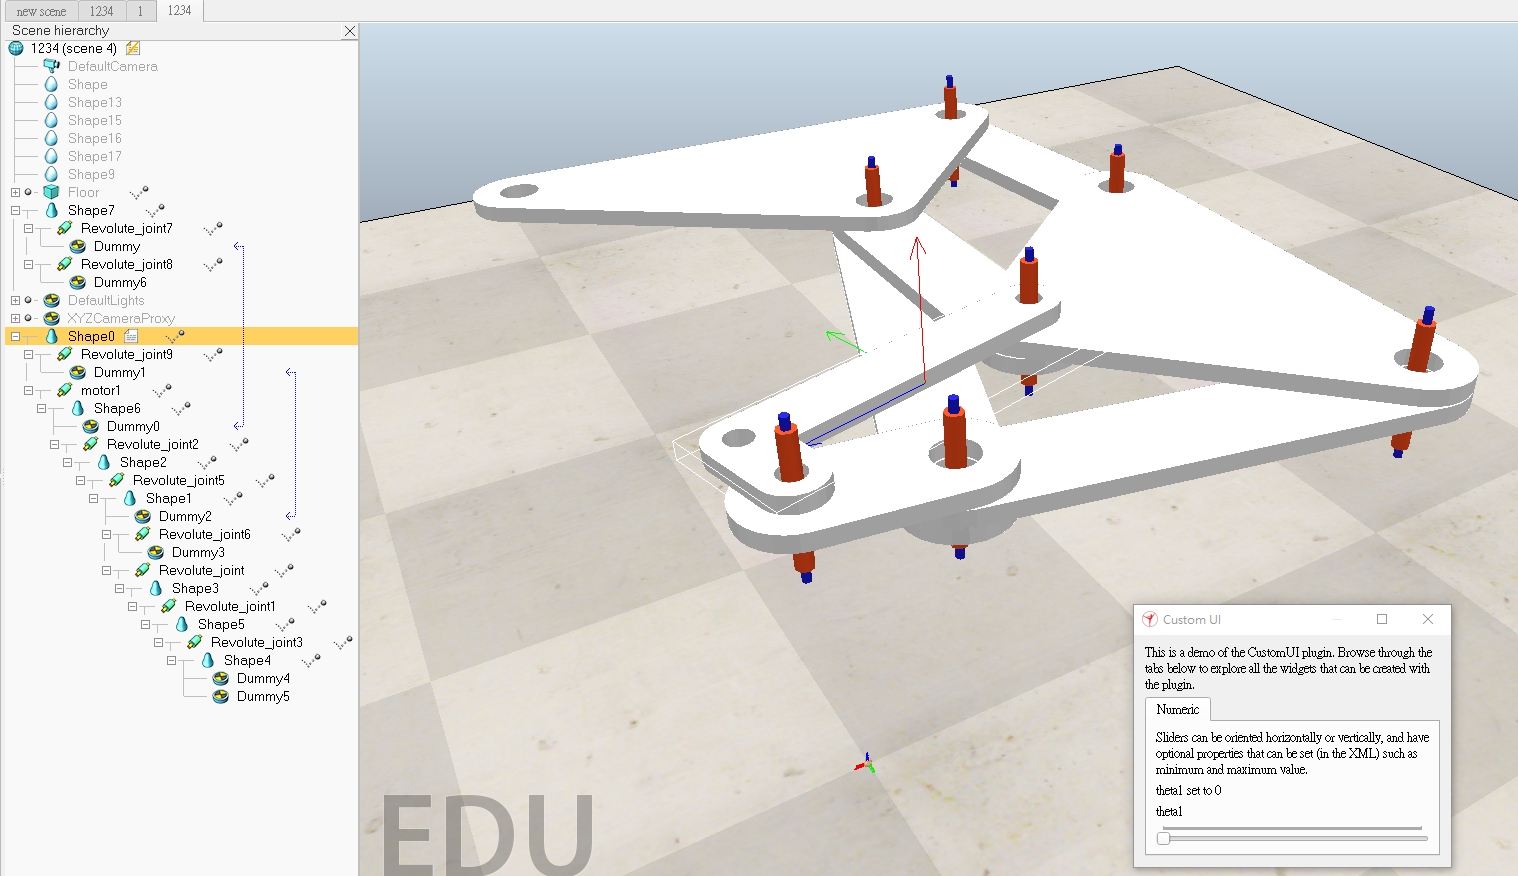 new scene
1234
1
1234
Scene hierarchy
1234 (scene 4)
DefaultCamera
Shape
Shape13
Shape15
Shape16
Shape17
Shape9
Floor
Shape7
Revolute_joint7
Dummy
Revolute_joint8
Dummy6
DefaultLights
XYZCameraProxy
Shape0
Revolute_joint9
Dummy1
motor1
Shape6
Dummy0
Revolute_joint2
Shape2
Revolute_joint5
Shape1
Dummy2
Revolute_joint6
Dummy3
Revolute_joint
Shape3
Revolute_joint1
Shape5
Revolute_joint3
Shape4
Dummy4
Dummy5
EDU
Custom UI
This is a demo of the CustomUI plugin. Browse through the
tabs below to explore all the widgets that can be created with
the plugin.
Numeric
Sliders can be oriented horizontally or vertically, and have
optional properties that can be set (in the XML) such as
minimum and maximum value.
theta1 set to 0
theta1